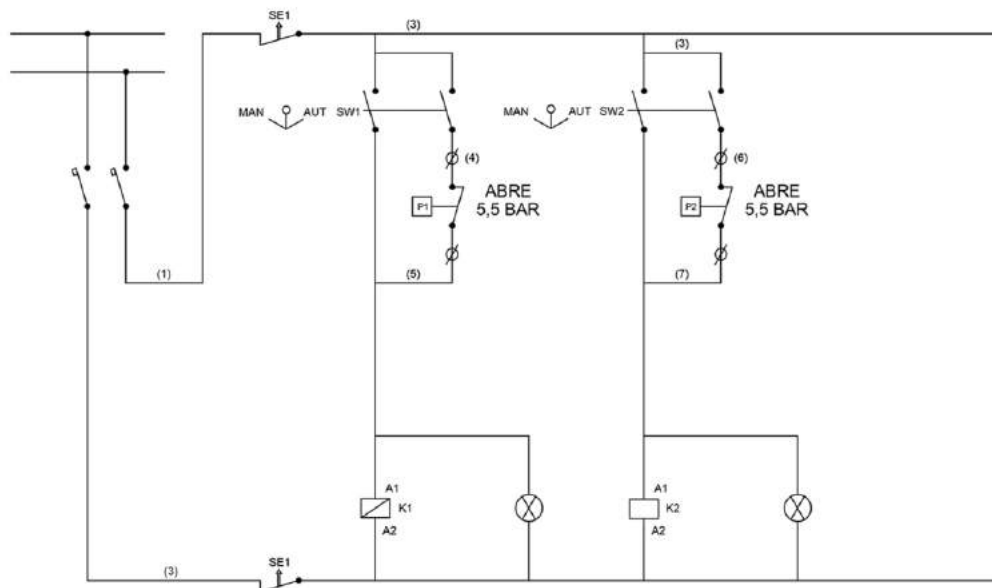 SE1
(3)
(3)
MAN
AUT
SW1
MAN
AUT
SW2
(4)
(6)
P1
ABRE
5,5 BAR
P2
ABRE
5,5 BAR
(1)
(5)
(7)
A1
K1
A2
A1
K2
A2
(3)
SE1